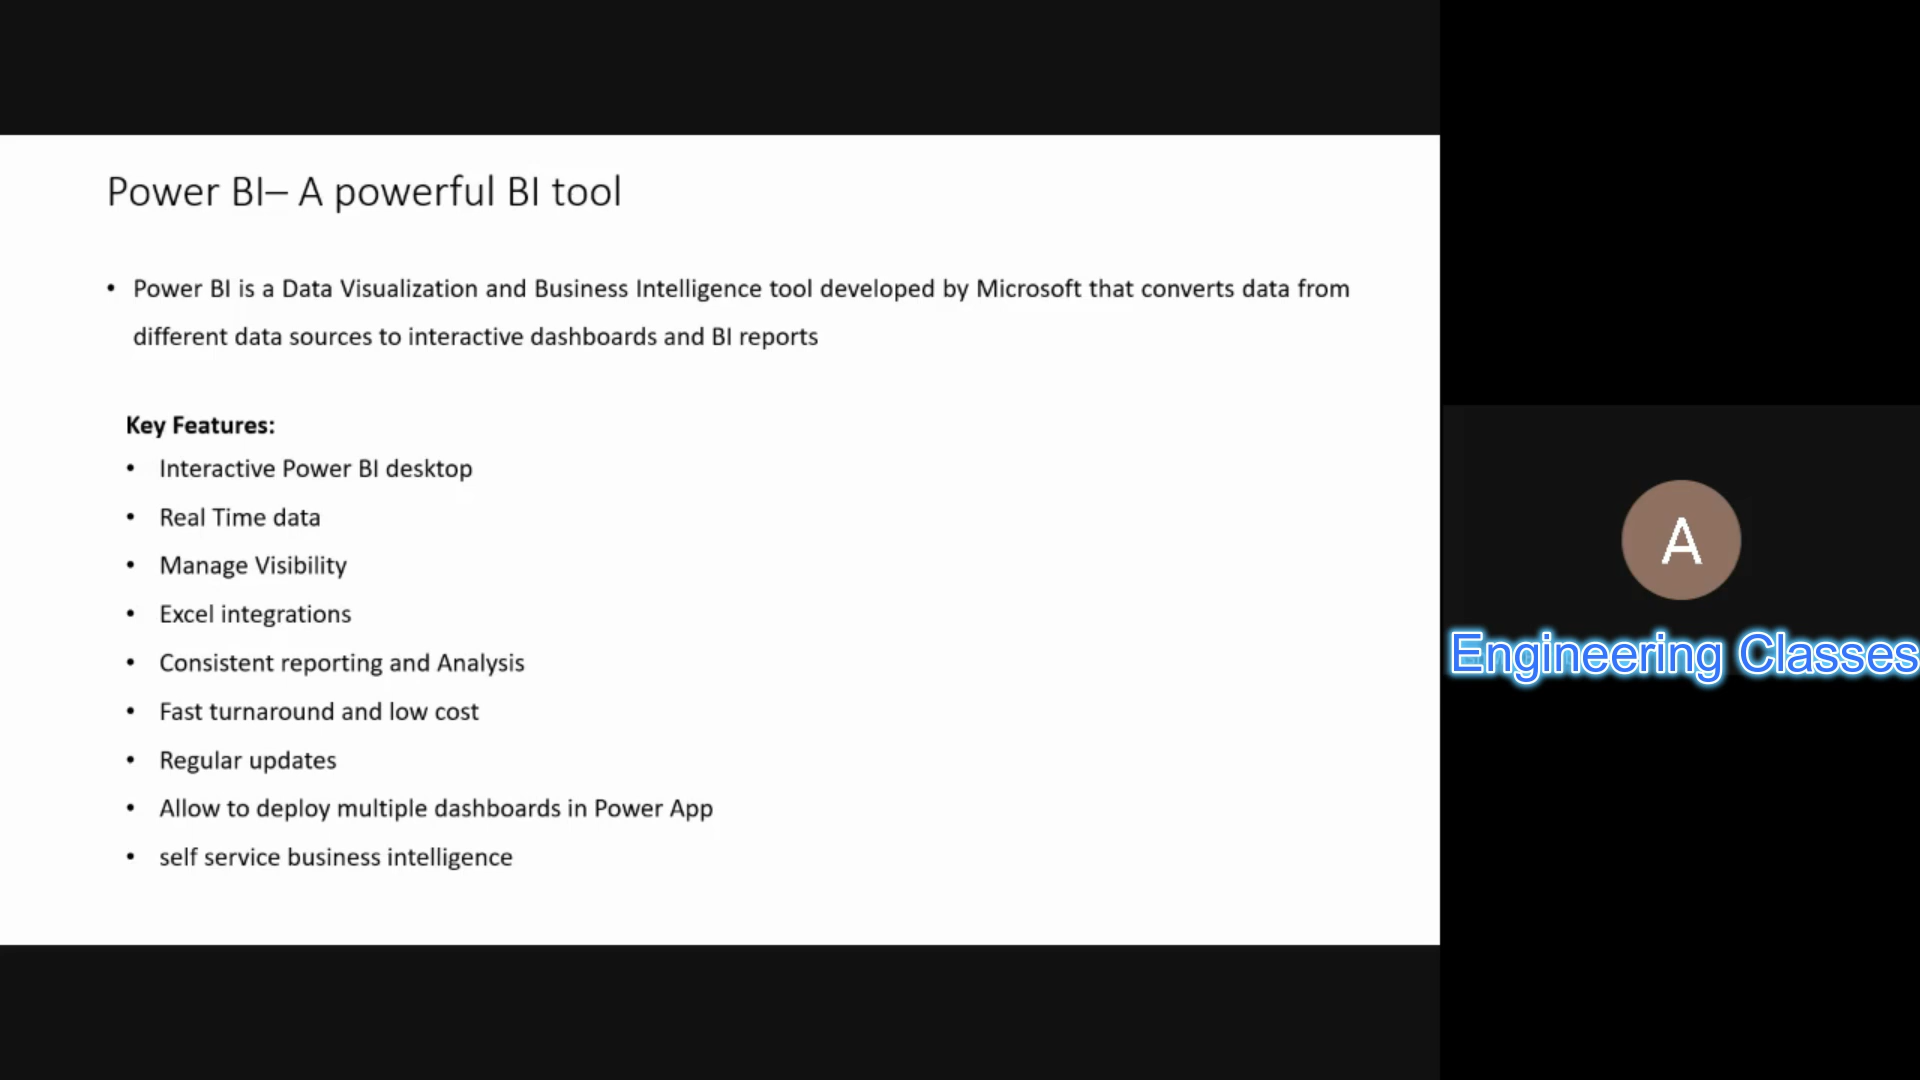 Power BI– A powerful BI tool
• Power BI is a Data Visualization and Business Intelligence tool developed by Microsoft that converts data from
different data sources to interactive dashboards and BI reports
Key Features:
• Interactive Power BI desktop
• Real Time data
• Manage Visibility
• Excel integrations
• Consistent reporting and Analysis
• Fast turnaround and low cost
• Regular updates
• Allow to deploy multiple dashboards in Power App
• self service business intelligence
A
Engineering Classes